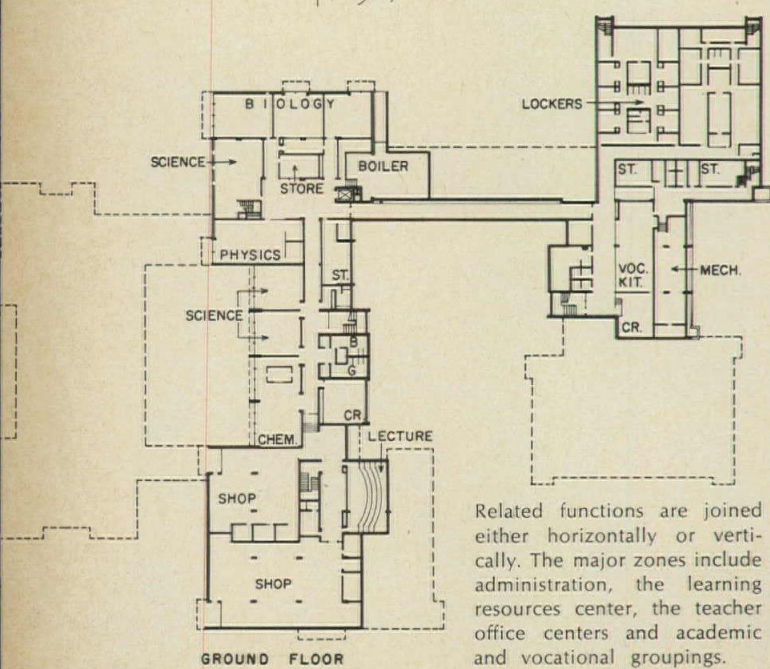 LOCKERS
BIOLOGY
SCIENCE
BOILER
STORE
ST.
ST.
PHYSICS
ST.
VOC.
KIT.
MECH.
SCIENCE
B
G
CR.
CR.
CHEM.
LECTURE
SHOP
SHOP
GROUND FLOOR
Related functions are joined
either horizontally or verti-
cally. The major zones include
administration, the learning
resources center, the teacher
office centers and academic
and vocational groupings.